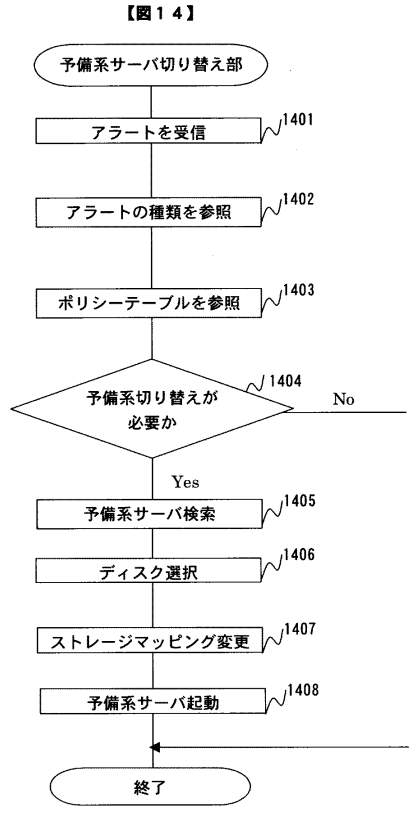 【図１４】
予備系サーバ切り替え部
アラートを受信
1401
アラートの種類を参照
1402
ポリシーテーブルを参照
1403
予備系切り替えが
必要か
1404
No
Yes
予備系サーバ検索
1405
ディスク選択
1406
ストレージマッピング変更
1407
予備系サーバ起動
1408
終了